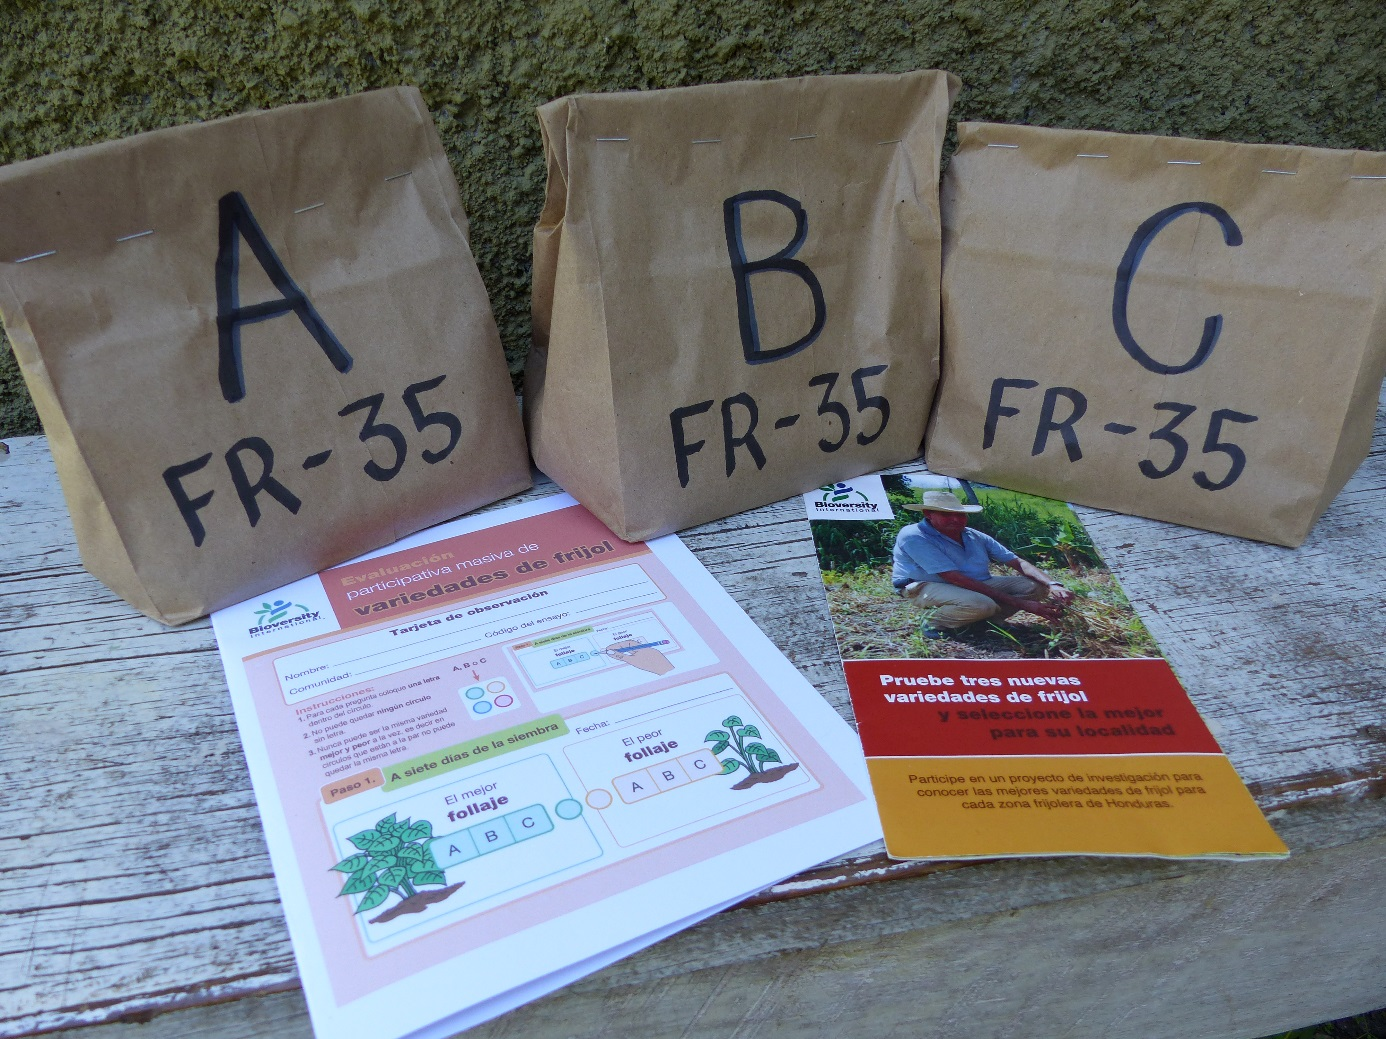 A
FR-35
B
FR-35
C
FR-35
Bioversity
International
Evaluación
participativa masiva de
variedades de frijol
Tarjeta de observación
Nombre:
Código del ensayo:
Comunidad:
Instrucciones:
1. Para cada pregunta coloque una letra
dentro del círculo.
2. No puede quedar ningún círculo
sin letra.
3. Nunca puede ser la misma variedad
mejor y peor a la vez, es decir en
círculos que están a la par no puede
quedar la misma letra.
A, B o C
El mejor
follaje
A B C
El peor
follaje
Paso 1. A siete días de la siembra
Fecha:
El mejor
follaje
A B C
El peor
follaje
A B C
Bioversity
International
Pruebe tres nuevas
variedades de frijol
y seleccione la mejor
para su localidad
Participe en un proyecto de investigación para
conocer las mejores variedades de frijol para
cada zona frijolera de Honduras.